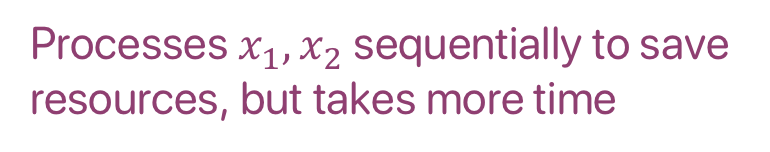 Processes x₁, x₂ sequentially to save
resources, but takes more time